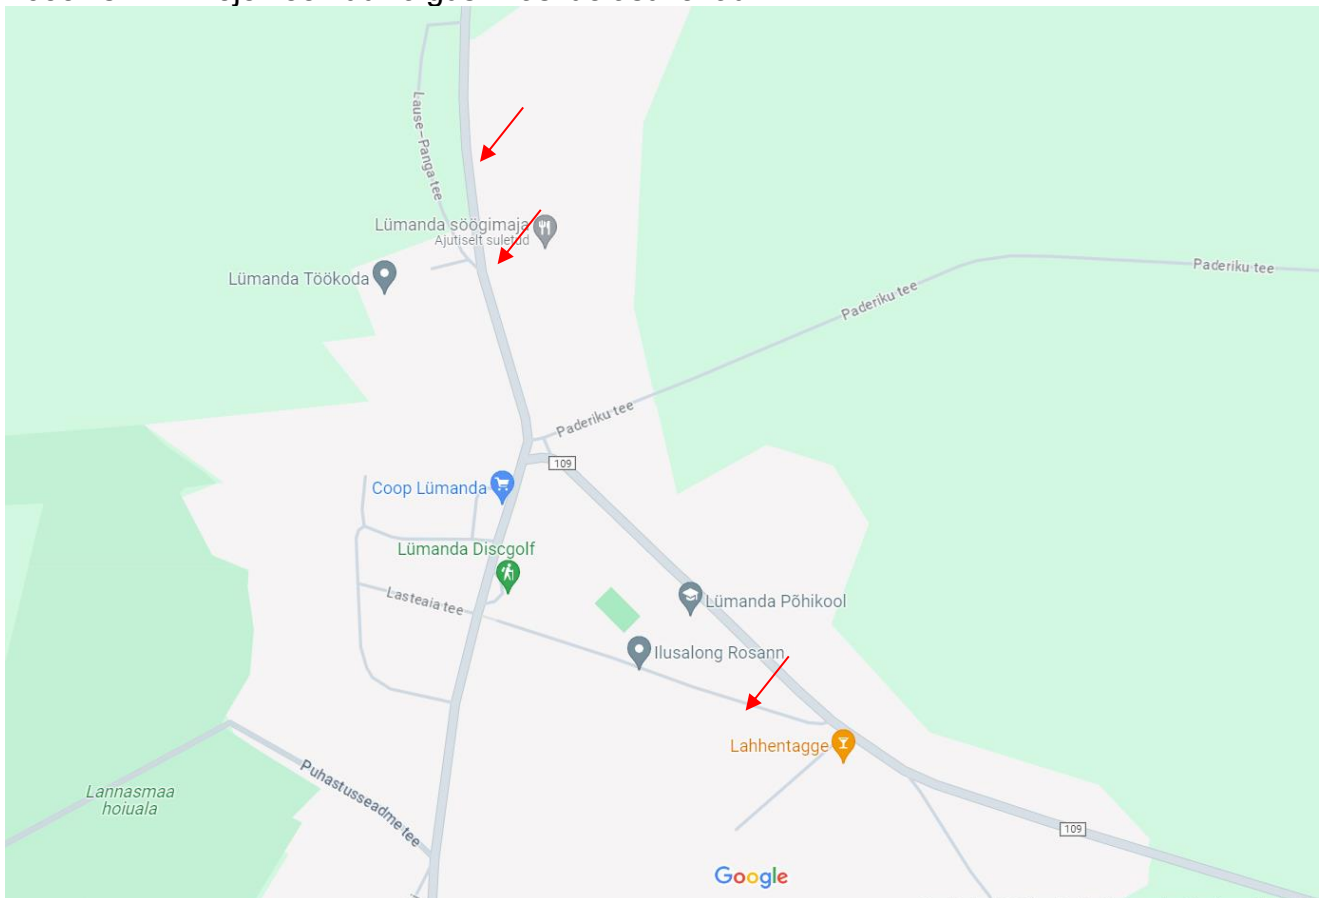 Lause-Panga tee
Lümanda söögimaja
Ajutiselt suletud
Lümanda Töökoda
Paderiku tee
Paderiku tee
Paderiku tee
109
Coop Lümanda
Lümanda Discgolf
Lasteaia tee
Lümanda Põhikool
Ilusalong Rosann
Lahhentagge
Puhastusseadme tee
Lannasmaa
hoiuala
109
Google